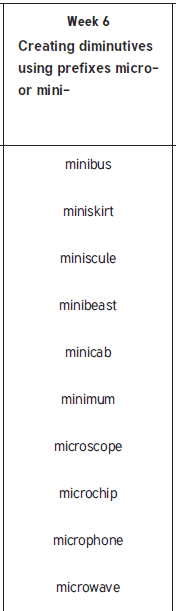 Week 6
Creating diminutives
using prefixes micro-
or mini-
minibus
miniskirt
miniscule
minibeast
minicab
minimum
microscope
microchip
microphone
microwave